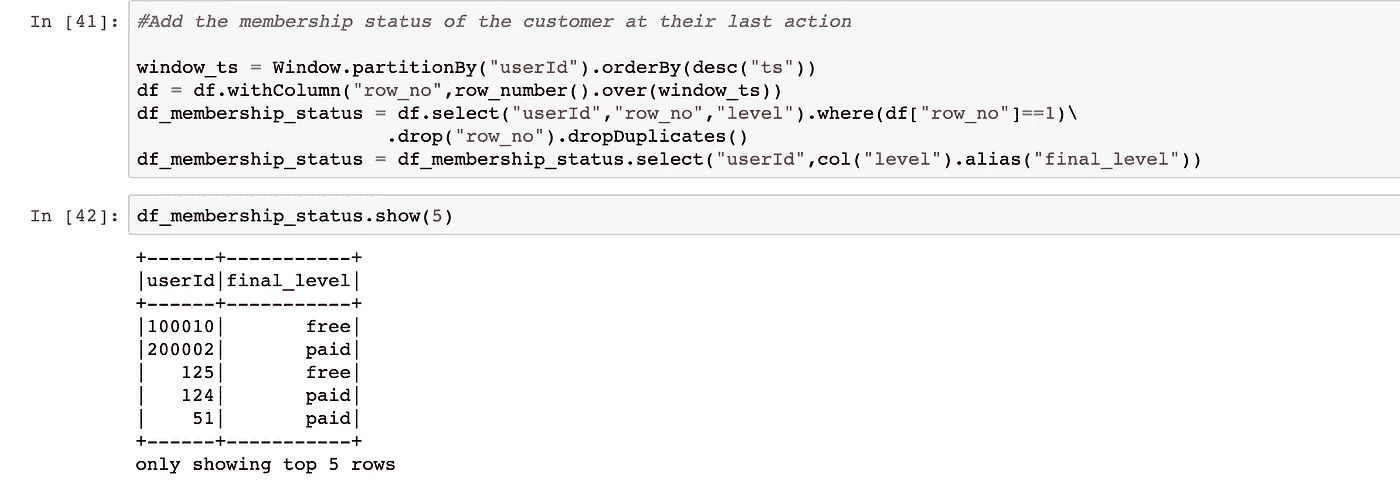 In [41]: #Add the membership status of the customer at their last action
window_ts = Window.partitionBy("userId").orderBy(desc("ts"))
df = df.withColumn("row_no",row_number().over(window_ts))
df_membership_status = df.select("userId","row_no","level").where(df["row_no"]==1)\
.drop("row_no").dropDuplicates()
df_membership_status = df_membership_status.select("userId",col("level").alias("final_level"))
In [42]: df_membership_status.show(5)
+------+-----------+
|userId|final_level|
+------+-----------+
|100010|       free|
|200002|       paid|
|   125|       free|
|   124|       paid|
|    51|       paid|
+------+-----------+
only showing top 5 rows